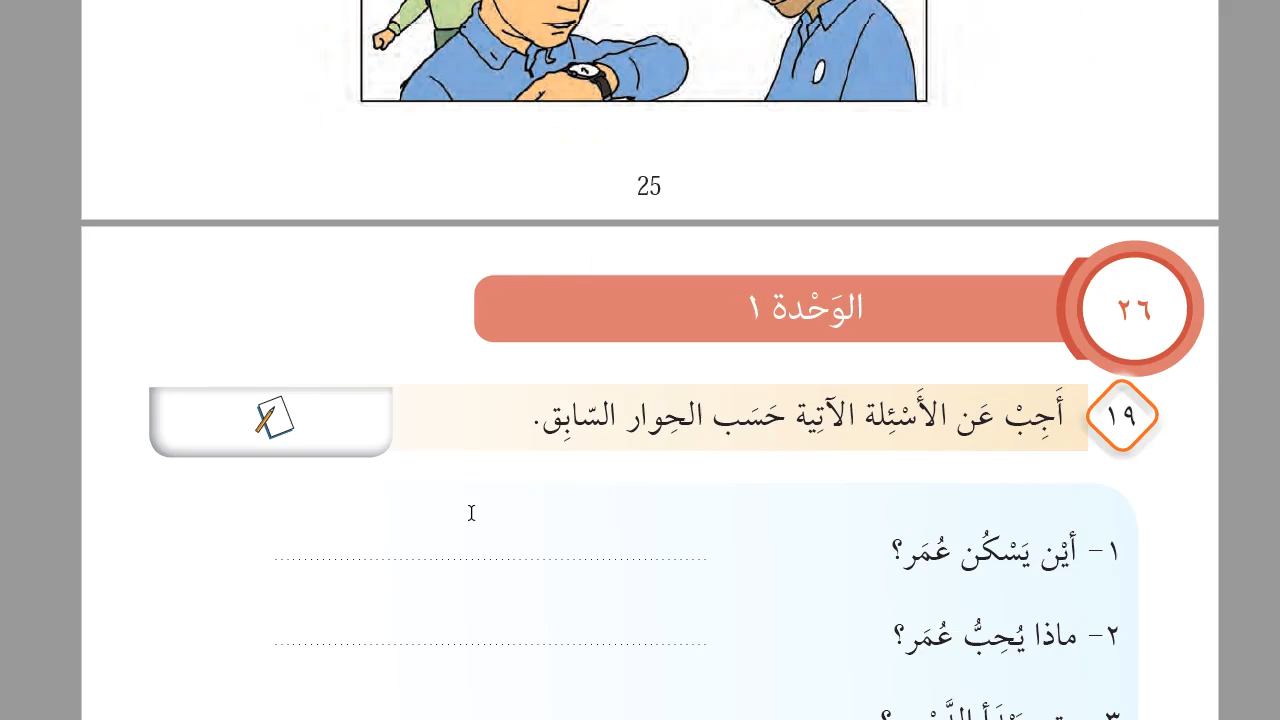 25
الوَحْدة ١
٢٦
١٩
أَجِبْ عَن الأَسْئِلة الآتِية حَسَب الحِوار السّابِق.
١- أيْن يَسْكُن عُمَر؟
٢- ماذا يُحِبُّ عُمَر؟